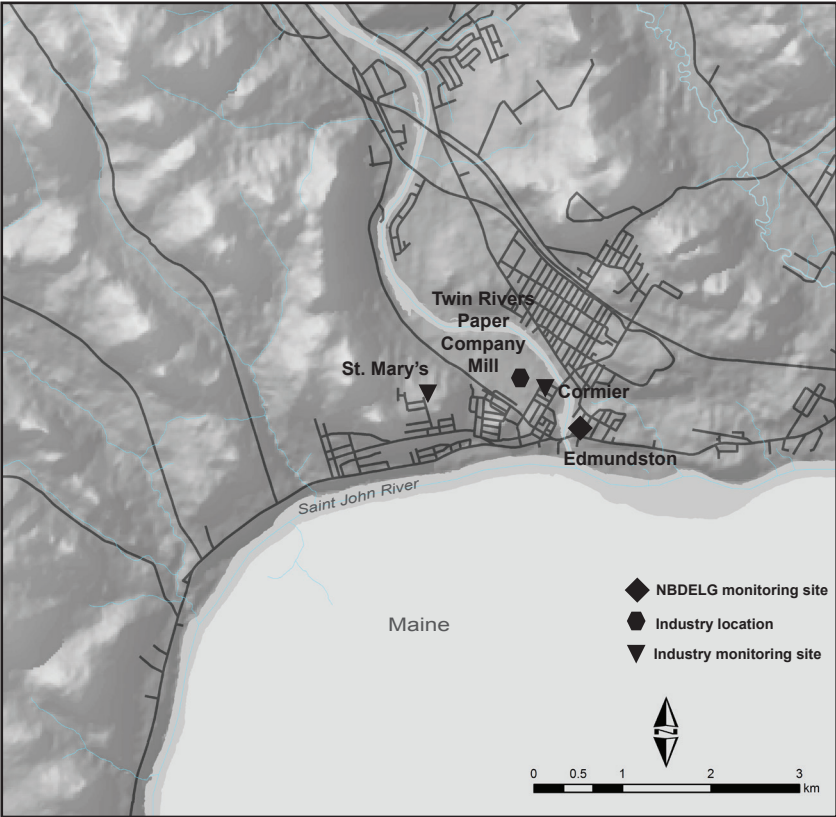 Twin Rivers
Paper
Company
Mill
St. Mary's
Cormier
Edmundston
Saint John River
Maine
NBDELG monitoring site
Industry location
Industry monitoring site
N
0 0.5 1 2 3
km